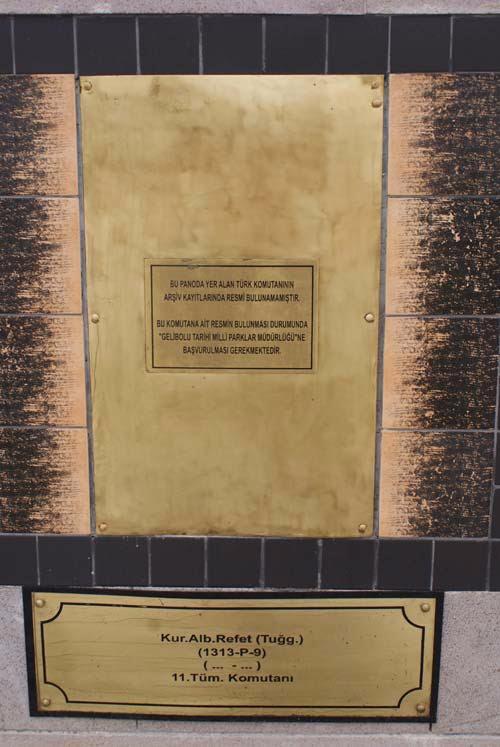 BU PANODA YER ALAN TÜRK KOMUTANININ
ARŞİV KAYITLARINDA RESMİ BULUNAMAMIŞTIR.
BU KOMUTANA AİT RESMİN BULUNMASI DURUMUNDA
"GELİBOLU TARİHİ MİLLİ PARKLAR MÜDÜRLÜĞÜ"NE
BAŞVURULMASI GEREKMEKTEDİR.
Kur.Alb.Refet (Tuğg.)
(1313-P-9)
( ... - ... )
11.Tüm. Komutanı